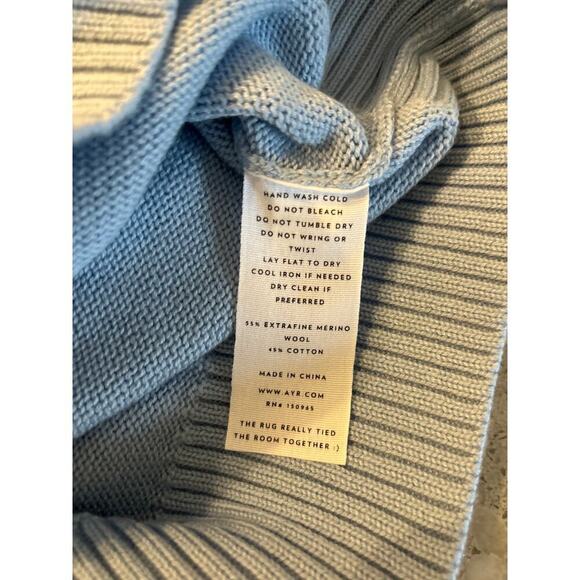 HAND WASH COLD
DO NOT BLEACH
DO NOT TUMBLE DRY
DO NOT WRING OR
TWIST
LAY FLAT TO DRY
COOL IRON IF NEEDED
DRY CLEAN IF
PREFERRED
55% EXTRAFINE MERINO
WOOL
45% COTTON
MADE IN CHINA
WWW.AYR.COM
RN# 150965
THE RUG REALLY TIED
THE ROOM TOGETHER :)